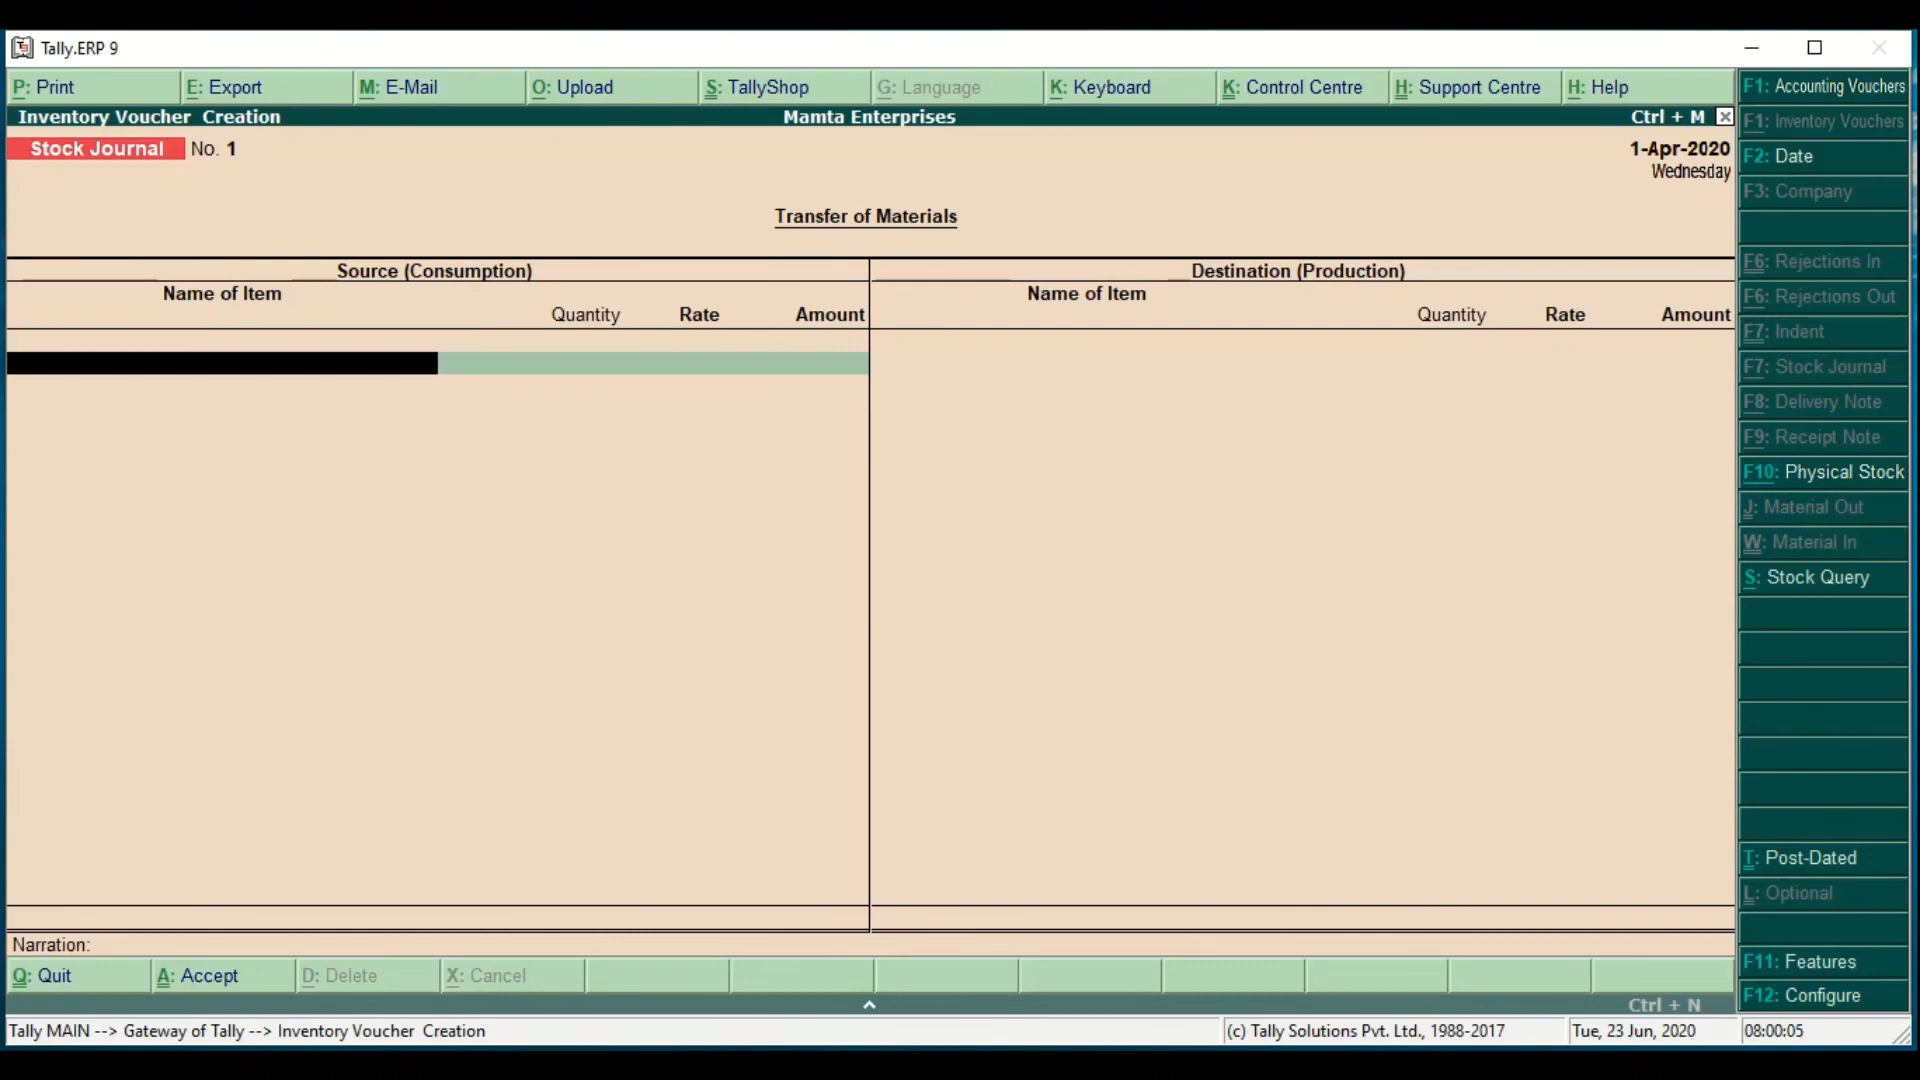 Tally.ERP 9
P: Print E: Export M: E-Mail O: Upload S: TallyShop G: Language K: Keyboard K: Control Centre H: Support Centre H: Help
Inventory Voucher Creation Mamta Enterprises Ctrl + M
Stock Journal No. 1 1-Apr-2020
Wednesday
Transfer of Materials
Source (Consumption) Destination (Production)
Name of Item Name of Item
Quantity Rate Amount Quantity Rate Amount
Narration:
Q: Quit A: Accept D: Delete X: Cancel
Ctrl + N
Tally MAIN --> Gateway of Tally --> Inventory Voucher Creation (c) Tally Solutions Pvt. Ltd., 1988-2017 Tue, 23 Jun, 2020 08:00:05
F1: Accounting Vouchers
F1: Inventory Vouchers
F2: Date
F3: Company
F6: Rejections In
F6: Rejections Out
F7: Indent
F7: Stock Journal
F8: Delivery Note
F9: Receipt Note
F10: Physical Stock
J: Material Out
W: Material In
S: Stock Query
T: Post-Dated
L: Optional
F11: Features
F12: Configure